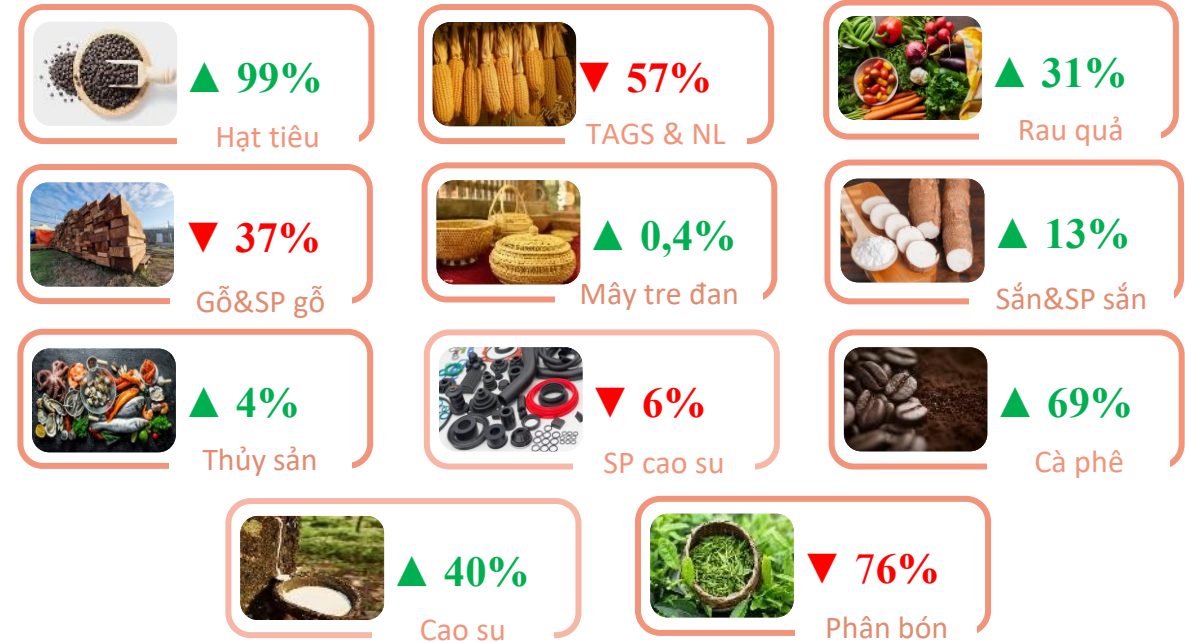 ▲ 99%
Hạt tiêu
▼ 57%
TAGS & NL
▲ 31%
Rau quả
▼ 37%
Gỗ&SP gỗ
▲ 0,4%
Mây tre đan
▲ 13%
Sắn&SP sắn
▲ 4%
Thủy sản
▼ 6%
SP cao su
▲ 69%
Cà phê
▲ 40%
Cao su
▼ 76%
Phân bón